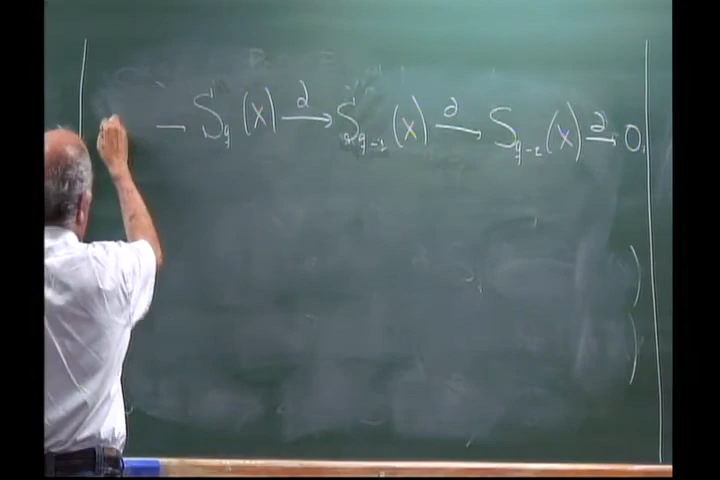 — S_q (X) ∂→ S_{q-1} (X) ∂→ S_{q-2} (X) ∂→ 0.